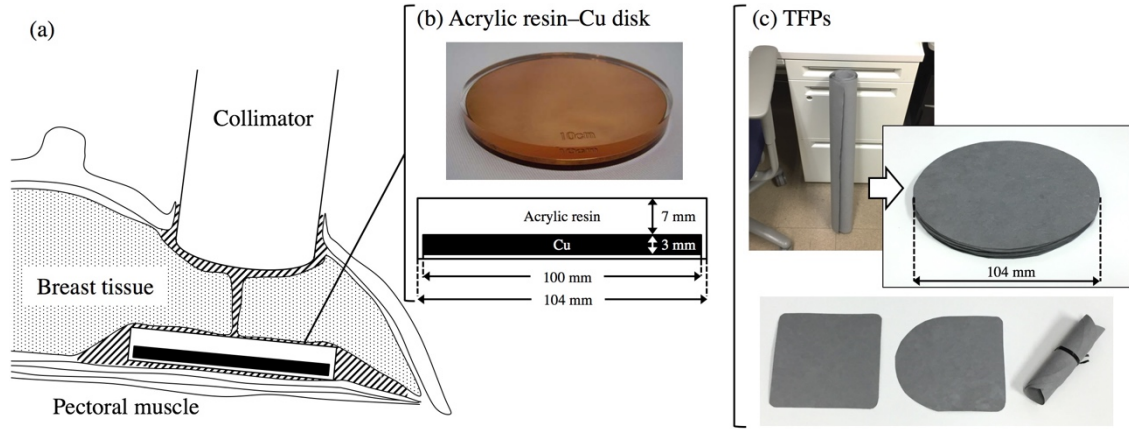 (a)
Collimator
Breast tissue
Pectoral muscle
(b) Acrylic resin–Cu disk
10cm
Acrylic resin
7 mm
Cu
3 mm
100 mm
104 mm
(c) TFPs
104 mm